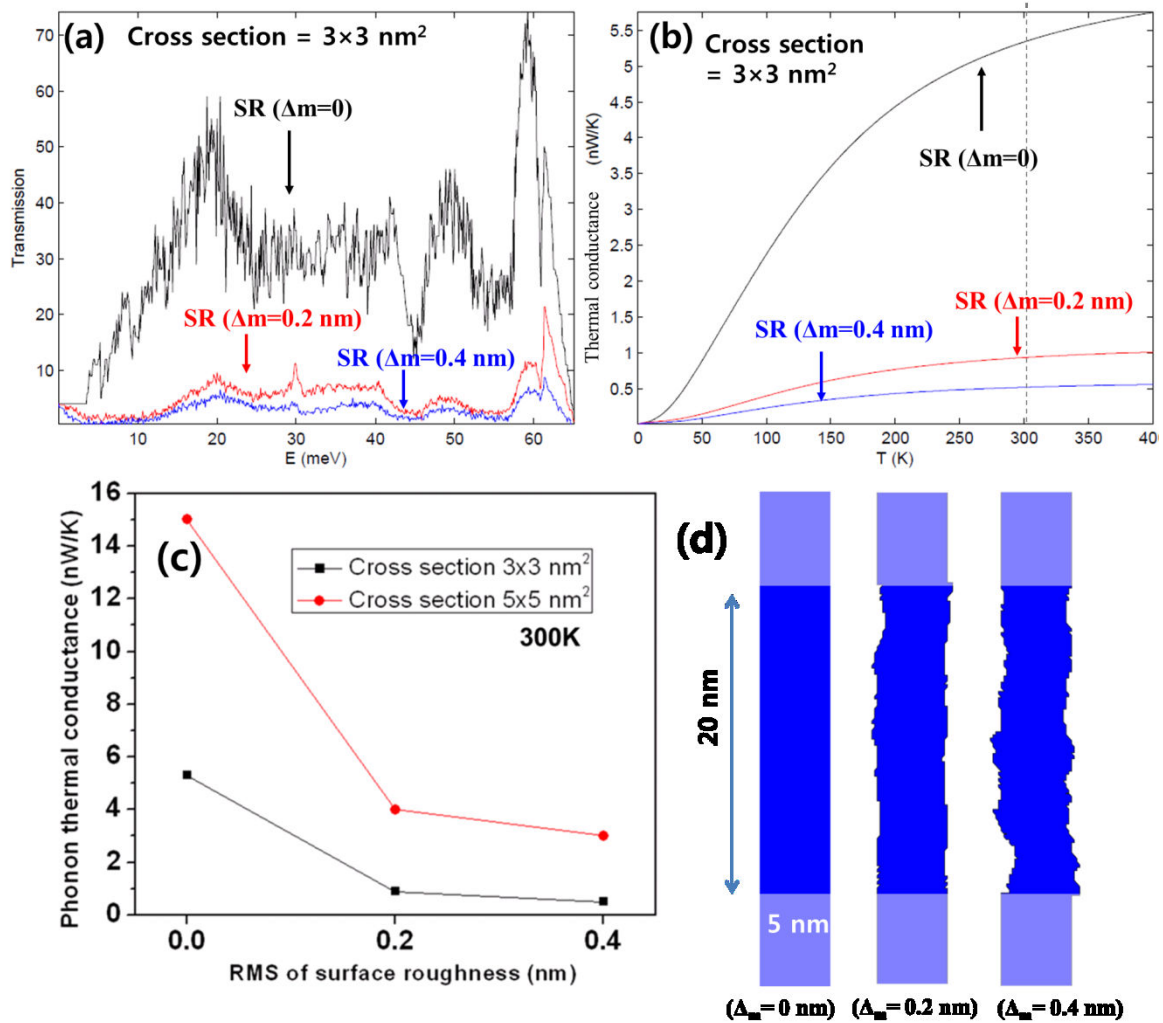 (a) Cross section = 3×3 nm²
70
60
50
40
30
20
10
Transmission
SR (Δm=0)
SR (Δm=0.2 nm)
SR (Δm=0.4 nm)
10 20 30 40 50 60
E (meV)
(b) Cross section
= 3×3 nm²
5.5
5
4.5
4
3.5
3
2.5
2
1.5
1
0.5
Thermal conductance (nW/K)
SR (Δm=0)
SR (Δm=0.2 nm)
SR (Δm=0.4 nm)
0 50 100 150 200 250 300 350 400
T (K)
(c)
16
14
12
10
8
6
4
2
0
Phonon thermal conductance (nW/K)
Cross section 3x3 nm²
Cross section 5x5 nm²
300K
0.0 0.2 0.4
RMS of surface roughness (nm)
(d)
20 nm
5 nm
(Δₘ= 0 nm) (Δₘ= 0.2 nm) (Δₘ= 0.4 nm)